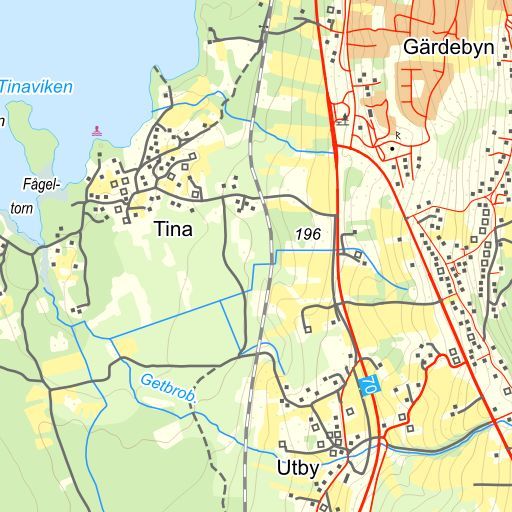 Gärdebyn
Tinaviken
n
Fågel-
torn
Tina
196
70
Getbrob.
Utby